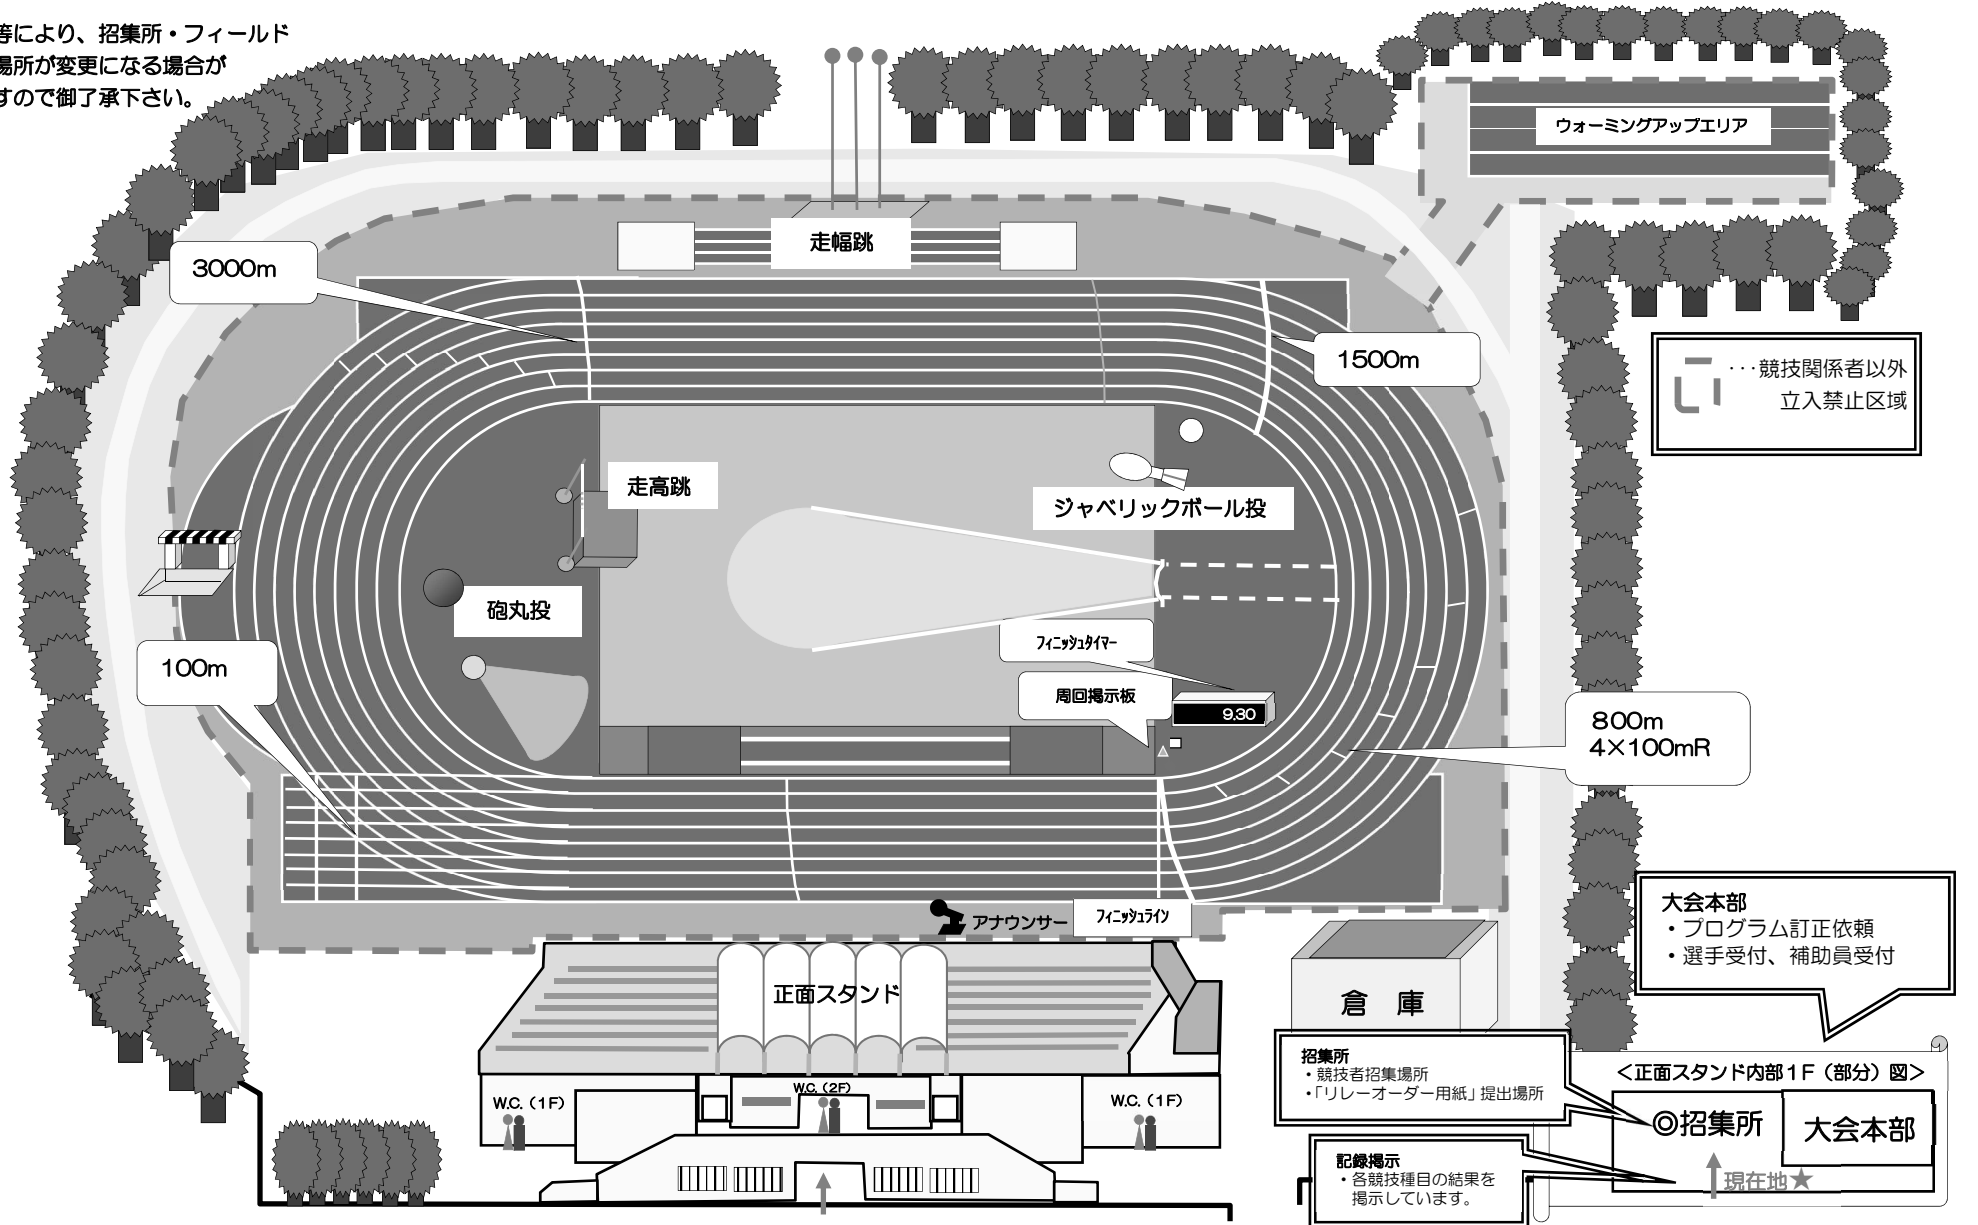 等により、招集所・フィールド
場所が変更になる場合が
すので御了承下さい。
ウォーミングアップエリア
走幅跳
3000m
1500m
･･･競技関係者以外
立入禁止区域
走高跳
ジャベリックボール投
砲丸投
フィニッシュタイマー
100m
周回掲示板
9.30
800m
4×100mR
アナウンサー
フィニッシュライン
大会本部
・プログラム訂正依頼
・選手受付、補助員受付
正面スタンド
倉　庫
招集所
・競技者招集場所
・「リレーオーダー用紙」提出場所
＜正面スタンド内部１Ｆ（部分）図＞
W.C.（1F）
W.C.（2F）
W.C.（1F）
◎招集所
大会本部
記録掲示
・各競技種目の結果を
掲示しています。
現在地★